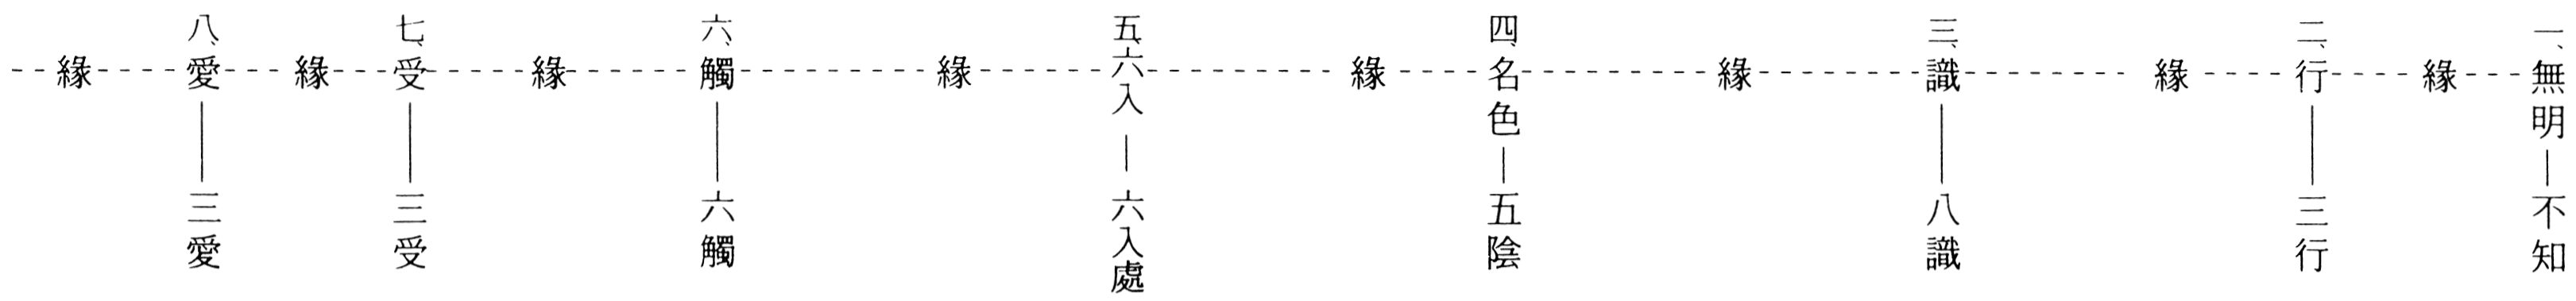 一、無明—不知
緣
二、行——三行
緣
三、識——八識
緣
四、名色—五陰
緣
五、六入—六入處
緣
六、觸——六觸
緣
七、受——三受
緣
八、愛——三愛
緣